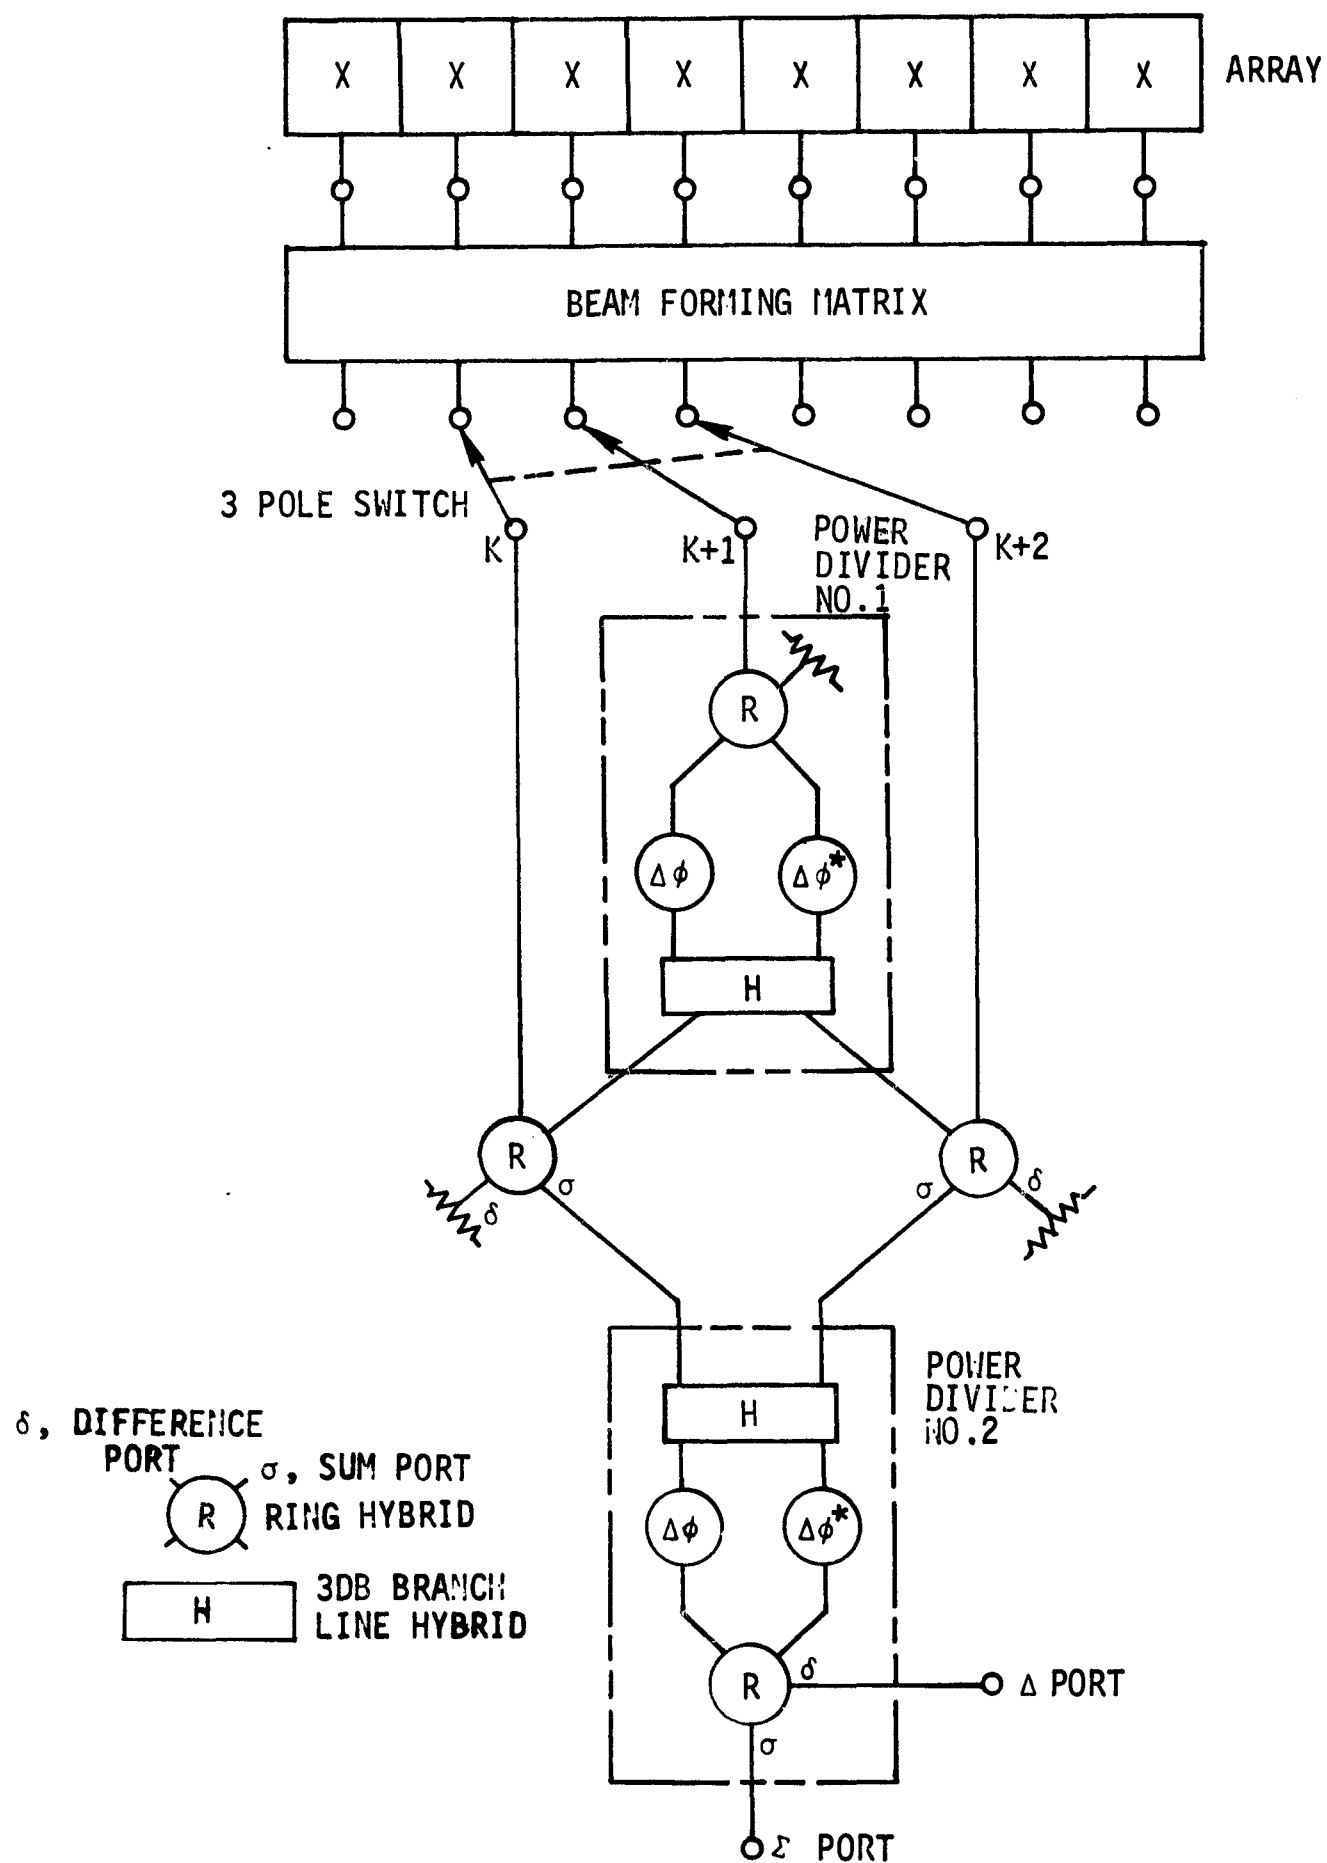 X X X X X X X X ARRAY
BEAM FORMING MATRIX
3 POLE SWITCH
K
K+1
K+2
POWER
DIVIDER
NO.1
R
Δϕ
Δϕ*
H
R
σ
δ
R
σ
δ
POWER
DIVIDER
NO.2
H
Δϕ
Δϕ*
R
δ
Δ PORT
σ
Σ PORT
δ, DIFFERENCE
PORT
σ, SUM PORT
R
RING HYBRID
H
3DB BRANCH
LINE HYBRID